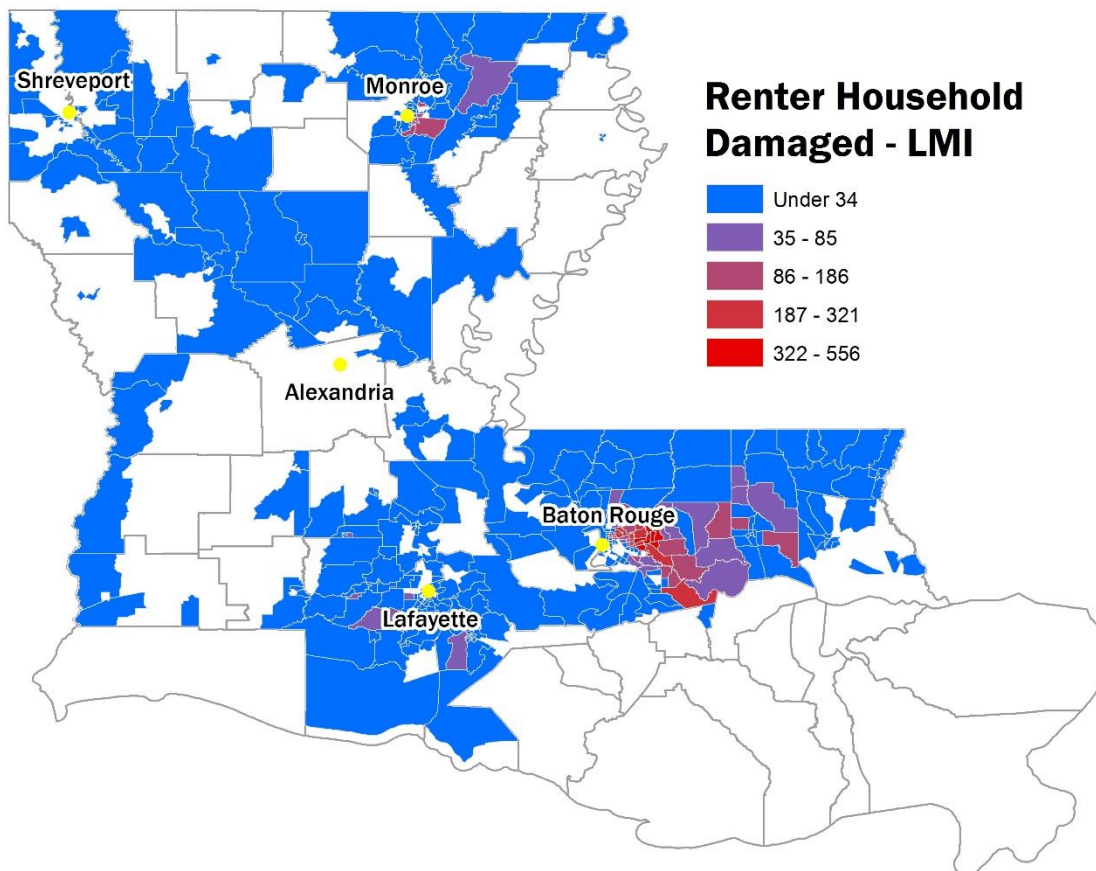 Shreveport
Monroe
Renter Household
Damaged - LMI
Under 34
35 - 85
86 - 186
187 - 321
322 - 556
Alexandria
Baton Rouge
Lafayette